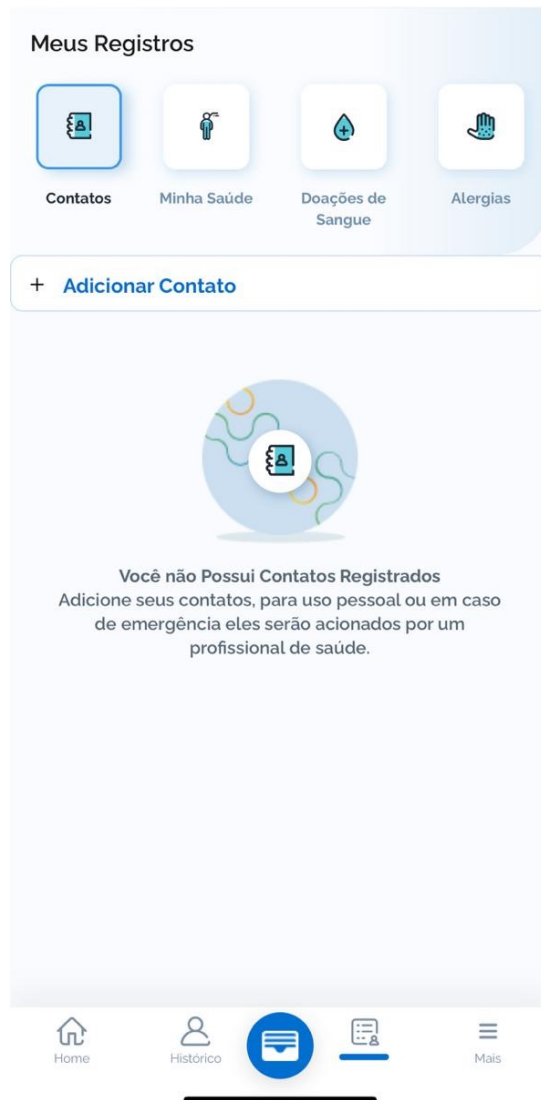 Meus Registros
Contatos
Minha Saúde
Doações de
Sangue
Alergias
+ Adicionar Contato
Você não Possui Contatos Registrados
Adicione seus contatos, para uso pessoal ou em caso
de emergência eles serão acionados por um
profissional de saúde.
Home
Histórico
Mais